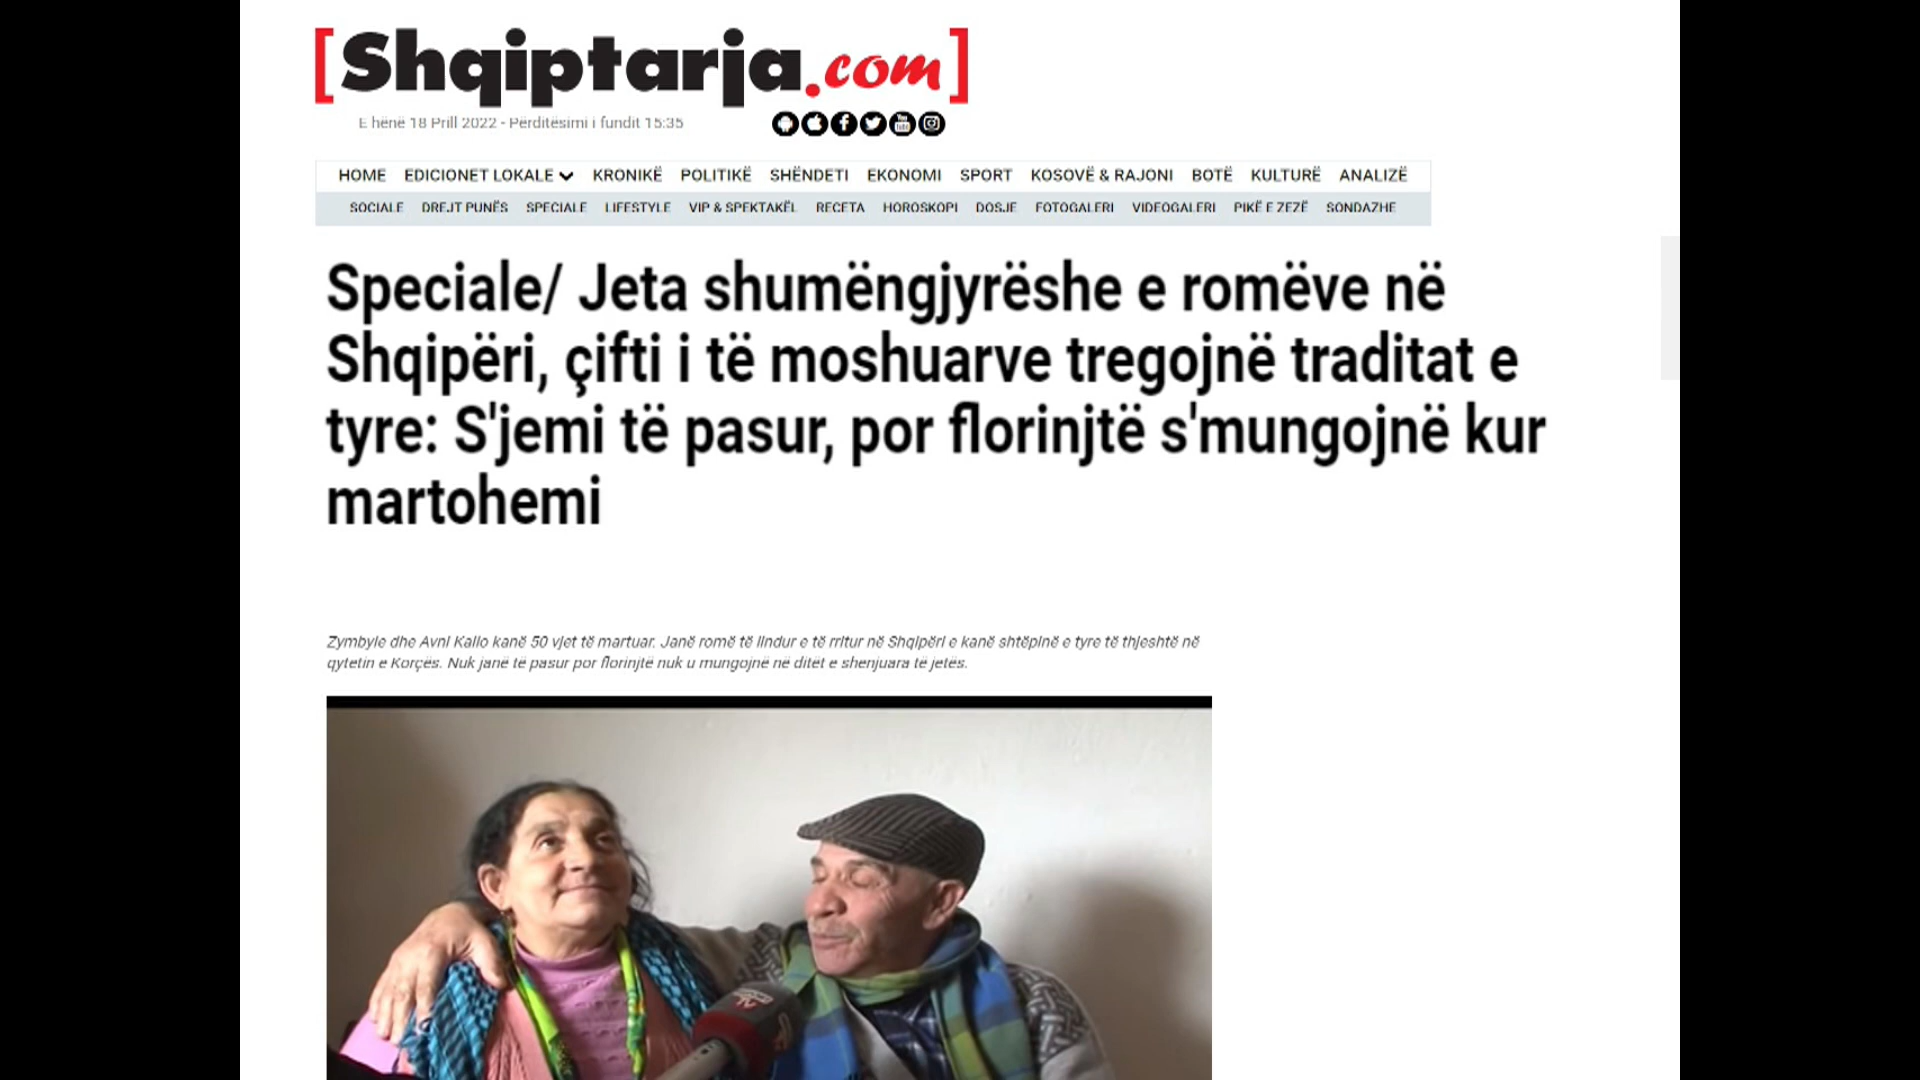 [Shqiptarja.com]
E hënë 18 Prill 2022 - Përditësimi i fundit 15:35
HOME EDICIONET LOKALE KRONIKË POLITIKË SHËNDETI EKONOMI SPORT KOSOVË & RAJONI BOTË KULTURË ANALIZË
SOCIALE DREJT PUNËS SPECIALE LIFESTYLE VIP & SPEKTAKËL RECETA HOROSKOPI DOSJE FOTOGALERI VIDEOGALERI PIKË E ZEZË SONDAZHE
Speciale/ Jeta shumëngjyrëshe e romëve në
Shqipëri, çifti i të moshuarve tregojnë traditat e
tyre: S'jemi të pasur, por florinjtë s'mungojnë kur
martohemi
Zymbyle dhe Avni Kallo kanë 50 vjet të martuar. Janë romë të lindur e të rritur në Shqipëri e kanë shtëpinë e tyre të thjeshtë në
qytetin e Korçës. Nuk janë të pasur por florinjtë nuk u mungojnë në ditët e shenjuara të jetës.